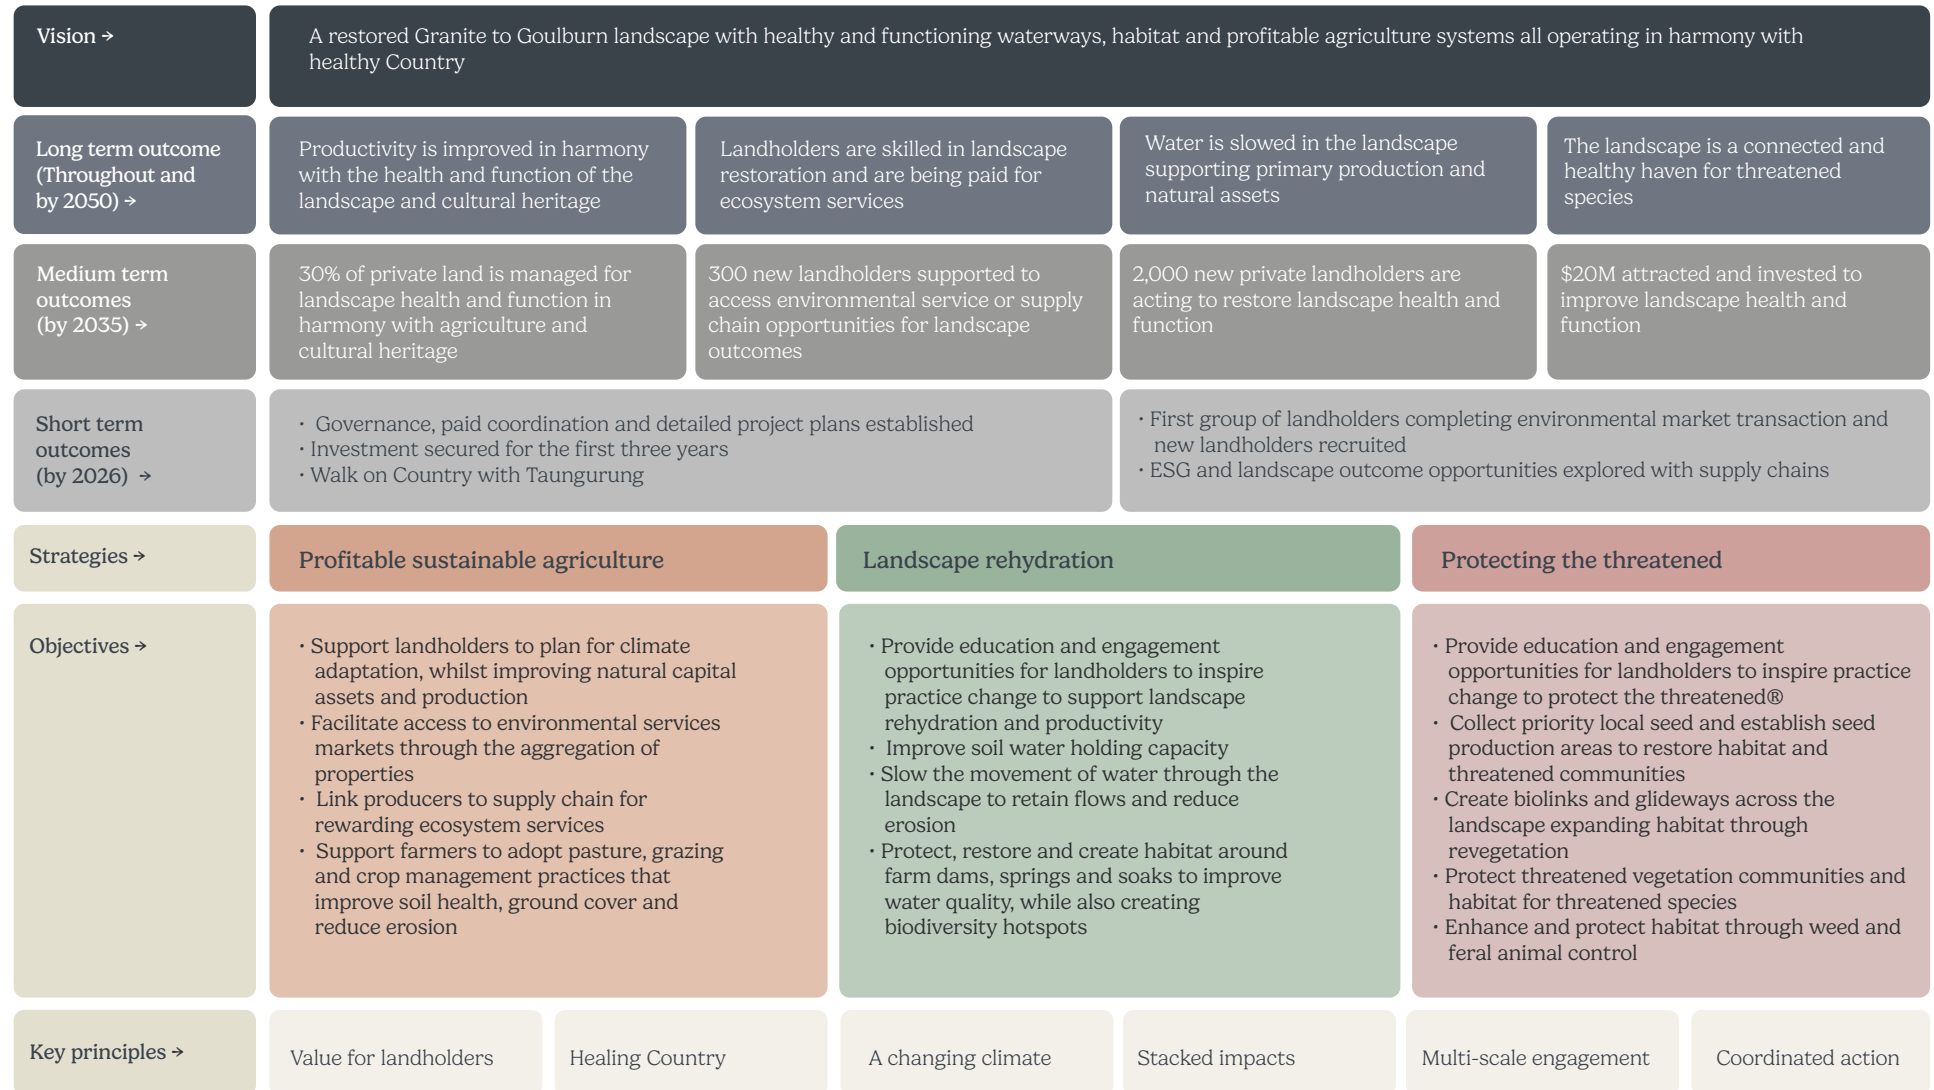 Vision →
A restored Granite to Goulburn landscape with healthy and functioning waterways, habitat and profitable agriculture systems all operating in harmony with
healthy Country
Long term outcome
(Throughout and
by 2050) →
Productivity is improved in harmony
with the health and function of the
landscape and cultural heritage
Landholders are skilled in landscape
restoration and are being paid for
ecosystem services
Water is slowed in the landscape
supporting primary production and
natural assets
The landscape is a connected and
healthy haven for threatened
species
Medium term
outcomes
(by 2035) →
30% of private land is managed for
landscape health and function in
harmony with agriculture and
cultural heritage
300 new landholders supported to
access environmental service or supply
chain opportunities for landscape
outcomes
2,000 new private landholders are
acting to restore landscape health and
function
$20M attracted and invested to
improve landscape health and
function
Short term
outcomes
(by 2026) →
· Governance, paid coordination and detailed project plans established
· Investment secured for the first three years
· Walk on Country with Taungurung
· First group of landholders completing environmental market transaction and
new landholders recruited
· ESG and landscape outcome opportunities explored with supply chains
Strategies →
Profitable sustainable agriculture
Landscape rehydration
Protecting the threatened
Objectives →
· Support landholders to plan for climate
adaptation, whilst improving natural capital
assets and production
· Facilitate access to environmental services
markets through the aggregation of
properties
· Link producers to supply chain for
rewarding ecosystem services
· Support farmers to adopt pasture, grazing
and crop management practices that
improve soil health, ground cover and
reduce erosion
· Provide education and engagement
opportunities for landholders to inspire
practice change to support landscape
rehydration and productivity
· Improve soil water holding capacity
· Slow the movement of water through the
landscape to retain flows and reduce
erosion
· Protect, restore and create habitat around
farm dams, springs and soaks to improve
water quality, while also creating
biodiversity hotspots
· Provide education and engagement
opportunities for landholders to inspire practice
change to protect the threatened®
· Collect priority local seed and establish seed
production areas to restore habitat and
threatened communities
· Create biolinks and glideways across the
landscape expanding habitat through
revegetation
· Protect threatened vegetation communities and
habitat for threatened species
· Enhance and protect habitat through weed and
feral animal control
Key principles →
Value for landholders
Healing Country
A changing climate
Stacked impacts
Multi-scale engagement
Coordinated action